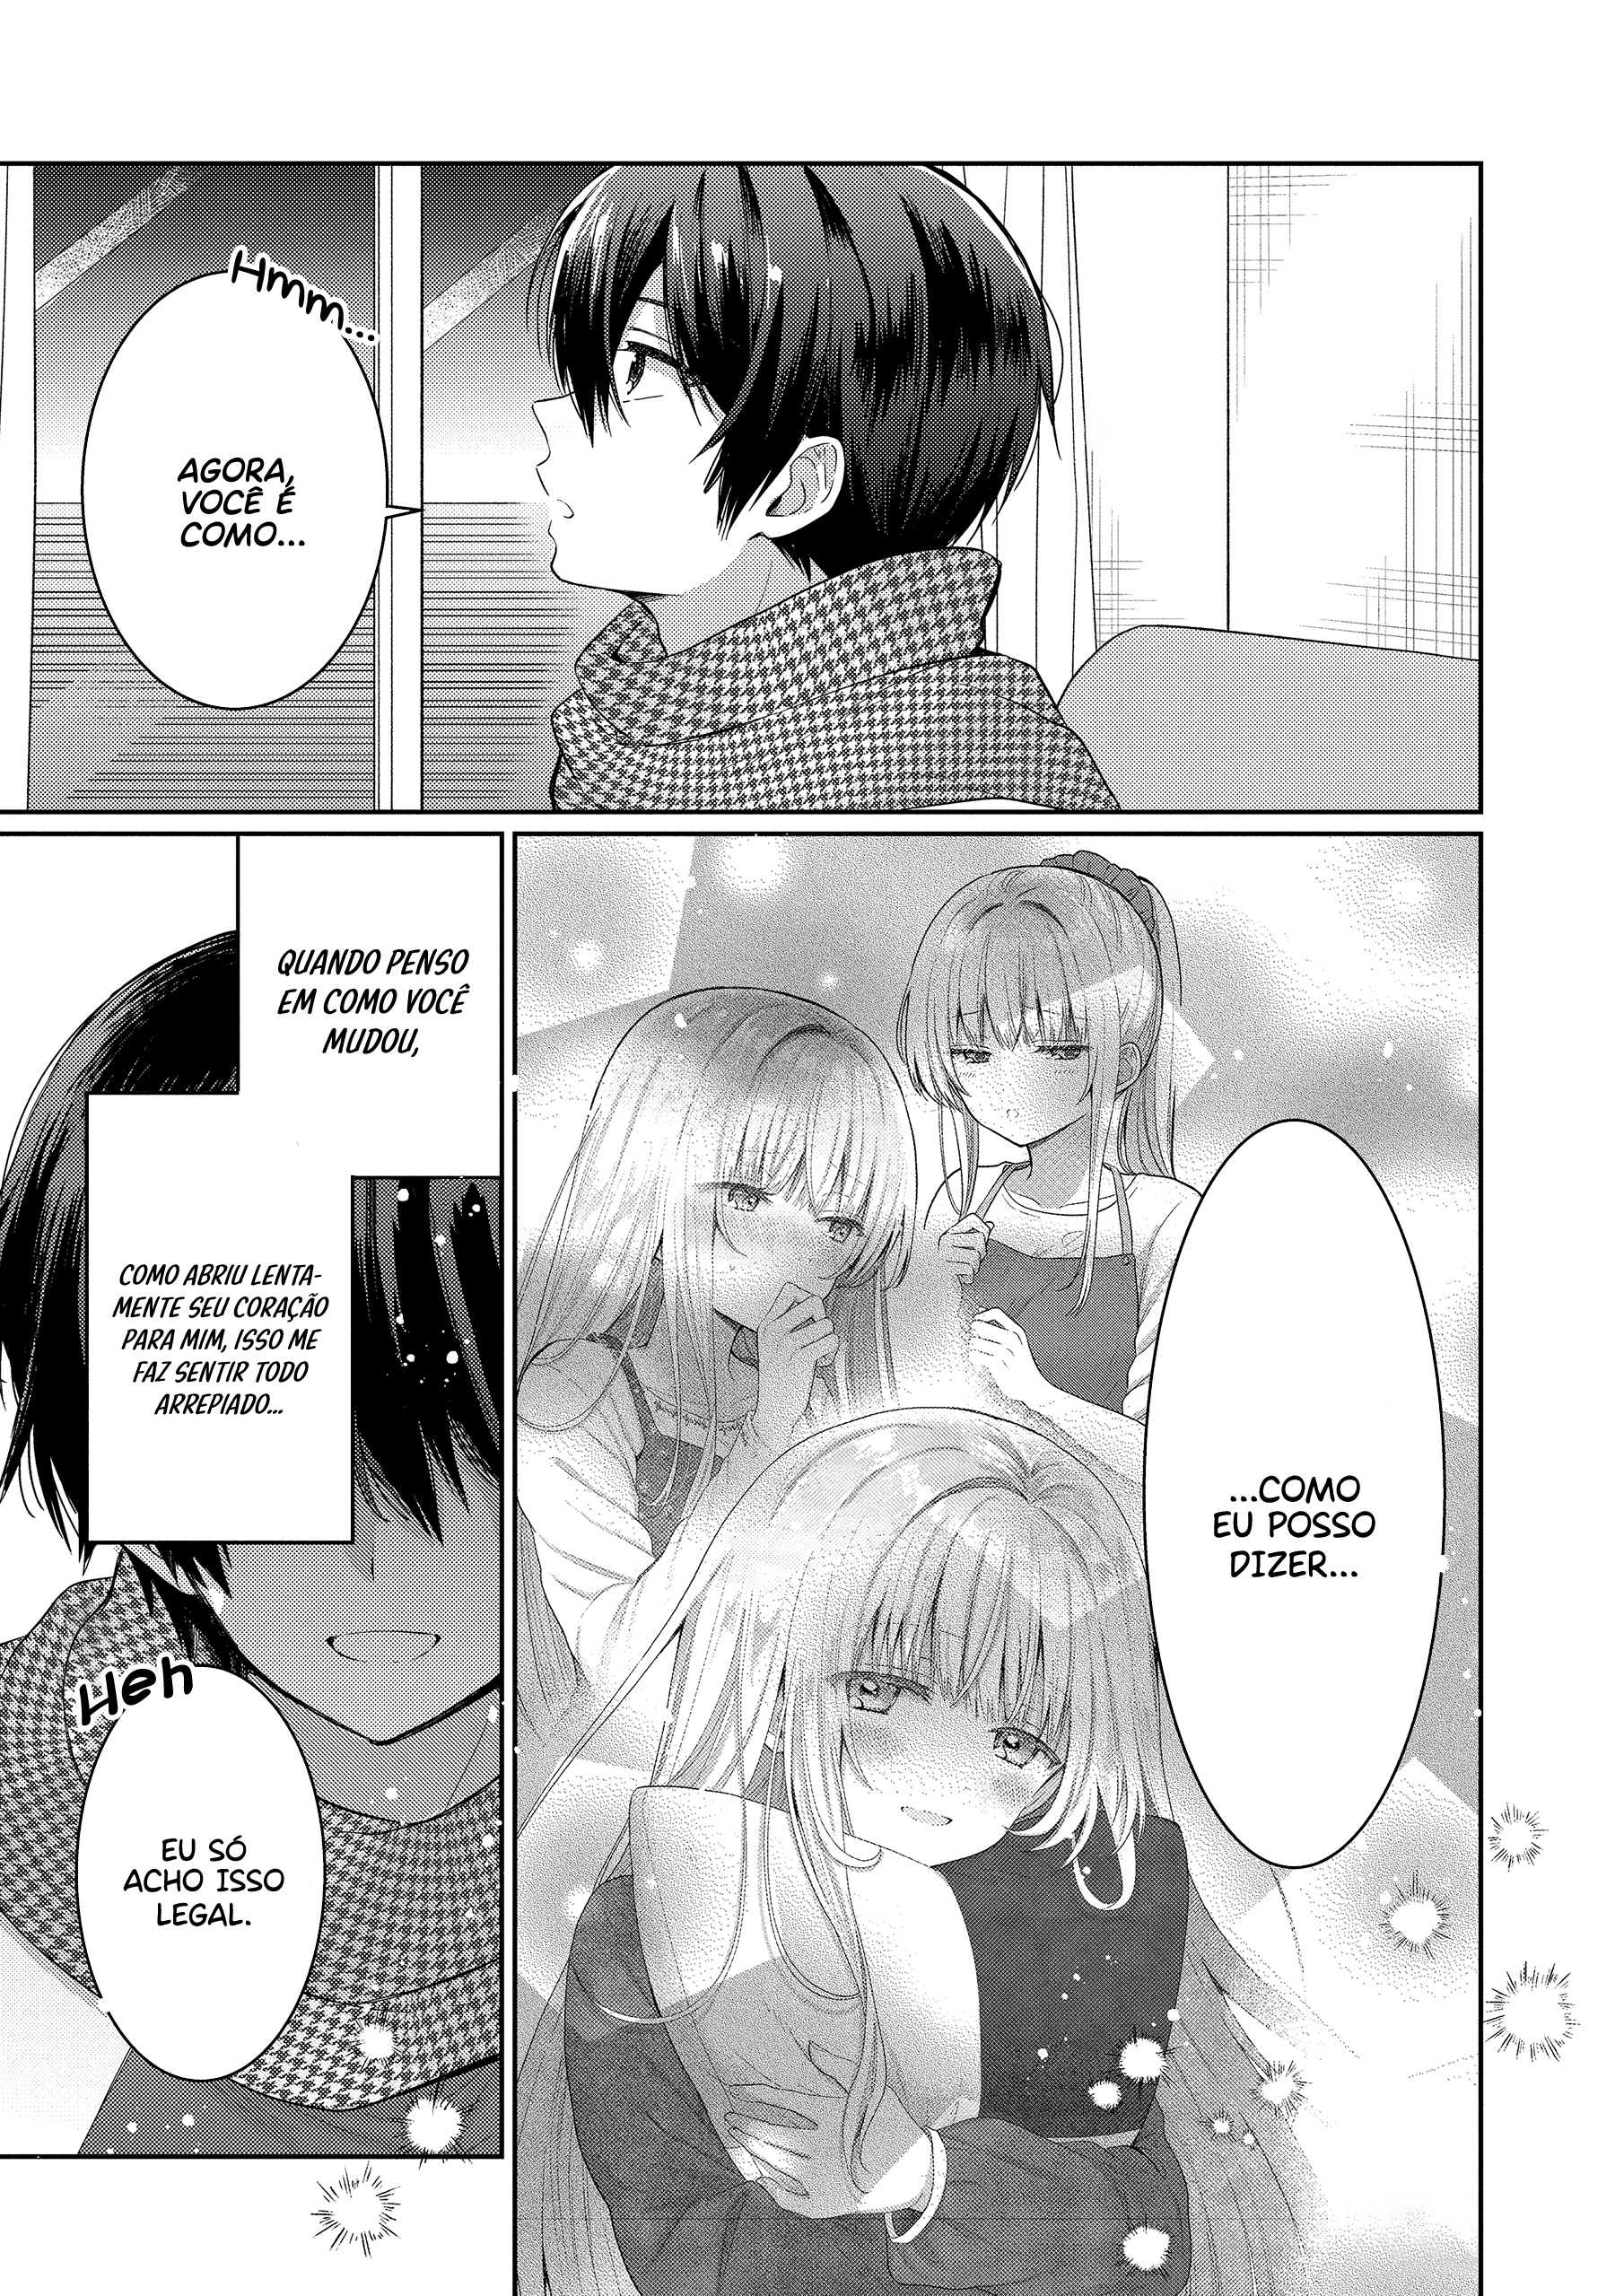 Hmm...
AGORA,
VOCÊ É
COMO...
...COMO
EU POSSO
DIZER...
QUANDO PENSO
EM COMO VOCÊ
MUDOU,
COMO ABRIU LENTA-
MENTE SEU CORAÇÃO
PARA MIM, ISSO ME
FAZ SENTIR TODO
ARREPIADO...
Heh
EU SÓ
ACHO ISSO
LEGAL.